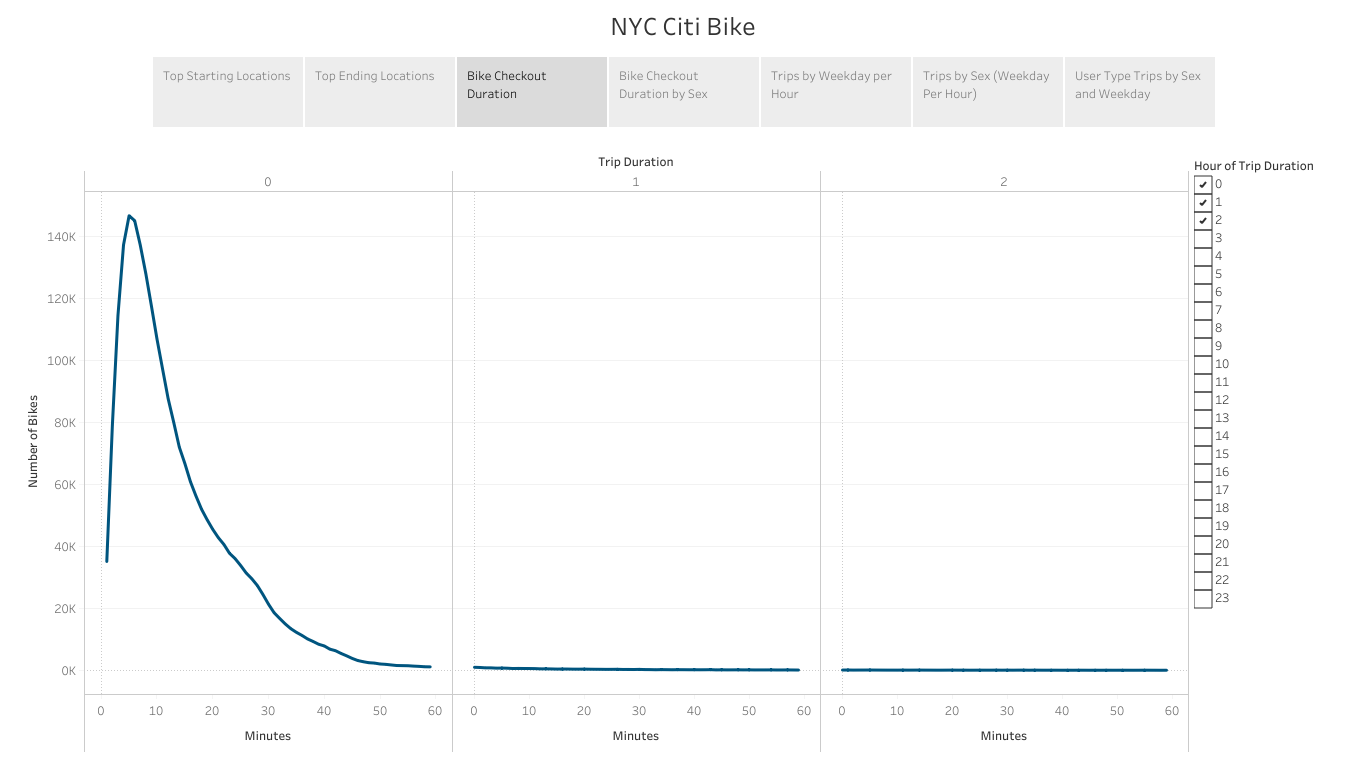 NYC Citi Bike
Top Starting Locations
Top Ending Locations
Bike Checkout
Duration
Bike Checkout
Duration by Sex
Trips by Weekday per
Hour
Trips by Sex (Weekday
Per Hour)
User Type Trips by Sex
and Weekday
Trip Duration
0
1
2
Number of Bikes
140K
120K
100K
80K
60K
40K
20K
0K
0 10 20 30 40 50 60
0 10 20 30 40 50 60
0 10 20 30 40 50 60
Minutes
Minutes
Minutes
Hour of Trip Duration
0
1
2
3
4
5
6
7
8
9
10
11
12
13
14
15
16
17
18
19
20
21
22
23